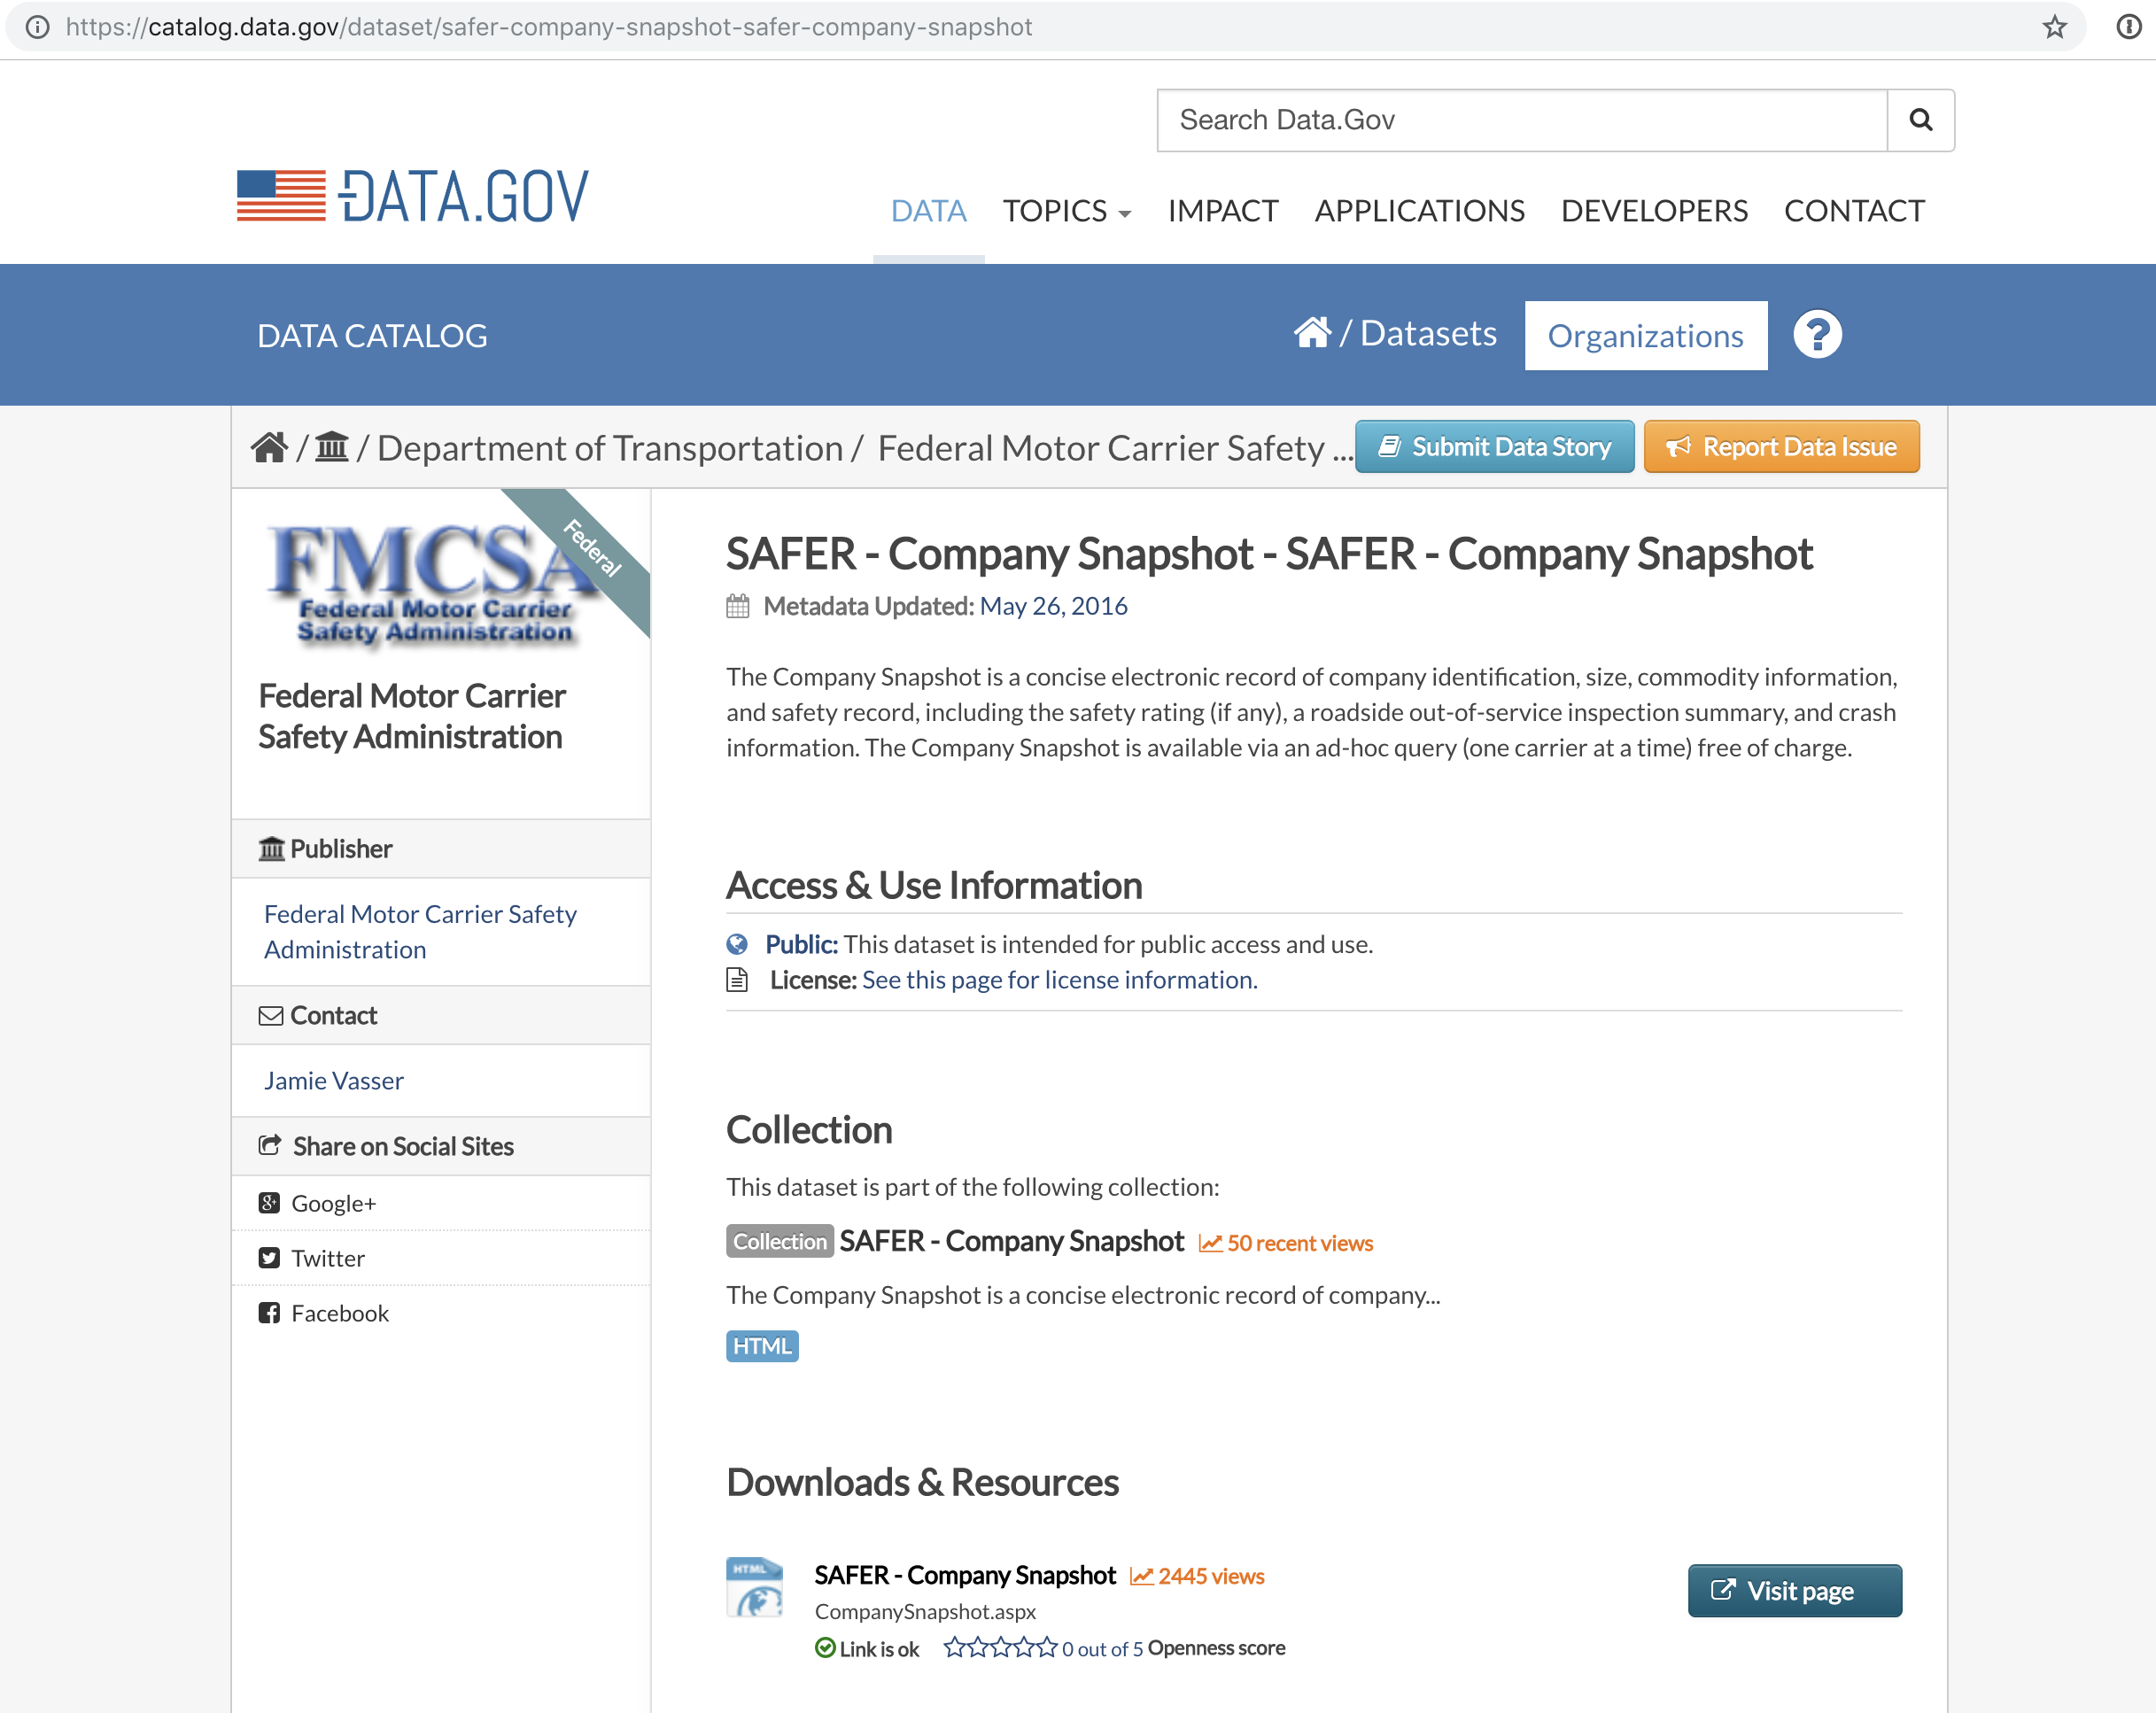 https://catalog.data.gov/dataset/safer-company-snapshot-safer-company-snapshot
Search Data.Gov
DATA.GOV
DATA TOPICS IMPACT APPLICATIONS DEVELOPERS CONTACT
DATA CATALOG
/ Datasets Organizations
/ / Department of Transportation / Federal Motor Carrier Safety ... Submit Data Story Report Data Issue
FMCSA
Federal Motor Carrier
Safety Administration
Federal
Federal Motor Carrier
Safety Administration
Publisher
Federal Motor Carrier Safety
Administration
Contact
Jamie Vasser
Share on Social Sites
Google+
Twitter
Facebook
SAFER - Company Snapshot - SAFER - Company Snapshot
Metadata Updated: May 26, 2016
The Company Snapshot is a concise electronic record of company identification, size, commodity information,
and safety record, including the safety rating (if any), a roadside out-of-service inspection summary, and crash
information. The Company Snapshot is available via an ad-hoc query (one carrier at a time) free of charge.
Access & Use Information
Public: This dataset is intended for public access and use.
License: See this page for license information.
Collection
This dataset is part of the following collection:
Collection SAFER - Company Snapshot 50 recent views
The Company Snapshot is a concise electronic record of company...
HTML
Downloads & Resources
HTML
SAFER - Company Snapshot 2445 views
CompanySnapshot.aspx
Link is ok 0 out of 5 Openness score
Visit page